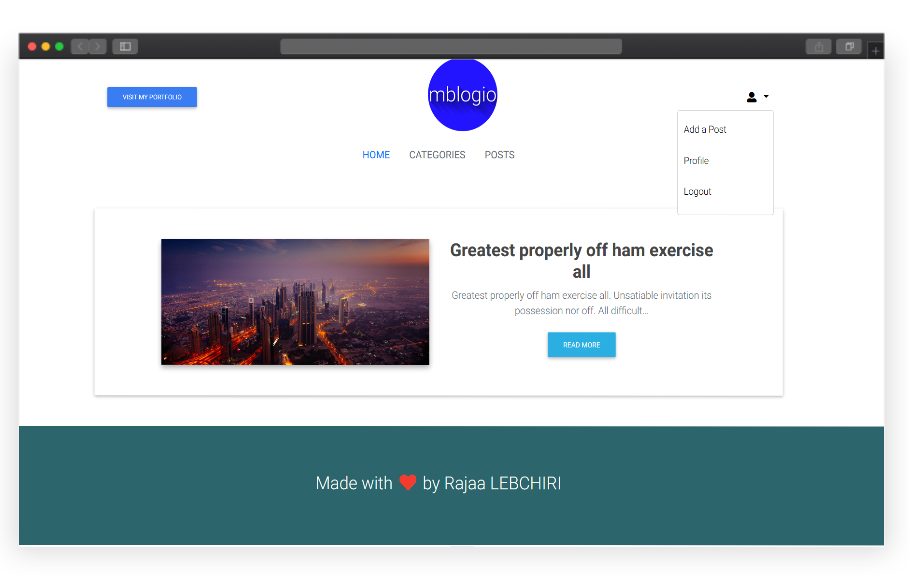 VISIT MY PORTFOLIO
mblogio
Add a Post
Profile
Logout
HOME CATEGORIES POSTS
Greatest properly off ham exercise
all
Greatest properly off ham exercise all. Unsatiable invitation its
possession nor off. All difficult...
READ MORE
Made with ❤ by Rajaa LEBCHIRI